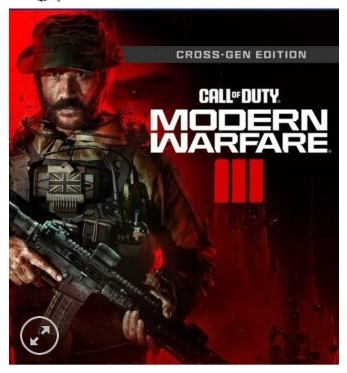 CROSS-GEN EDITION
CALL OF DUTY
MODERN
WARFARE
III